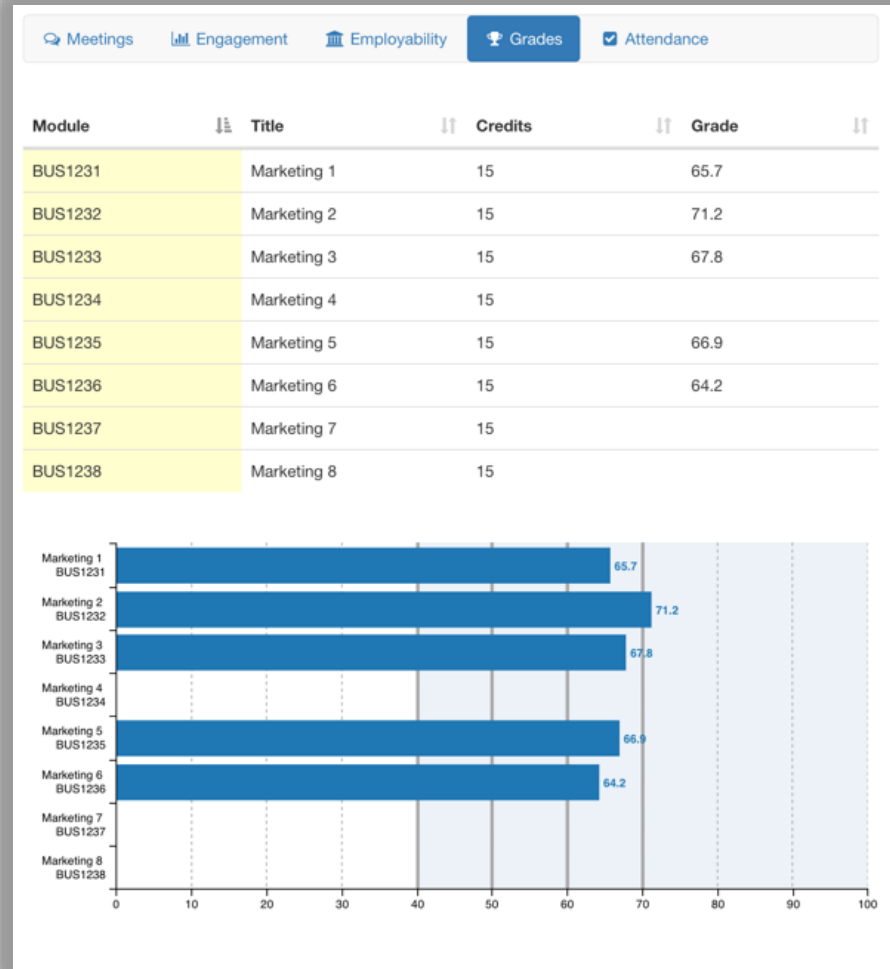 Meetings Engagement Employability Grades Attendance
Module Title Credits Grade
BUS1231 Marketing 1 15 65.7
BUS1232 Marketing 2 15 71.2
BUS1233 Marketing 3 15 67.8
BUS1234 Marketing 4 15
BUS1235 Marketing 5 15 66.9
BUS1236 Marketing 6 15 64.2
BUS1237 Marketing 7 15
BUS1238 Marketing 8 15
Marketing 1
BUS1231
65.7
Marketing 2
BUS1232
71.2
Marketing 3
BUS1233
67.8
Marketing 4
BUS1234
Marketing 5
BUS1235
66.9
Marketing 6
BUS1236
64.2
Marketing 7
BUS1237
Marketing 8
BUS1238
0 10 20 30 40 50 60 70 80 90 100